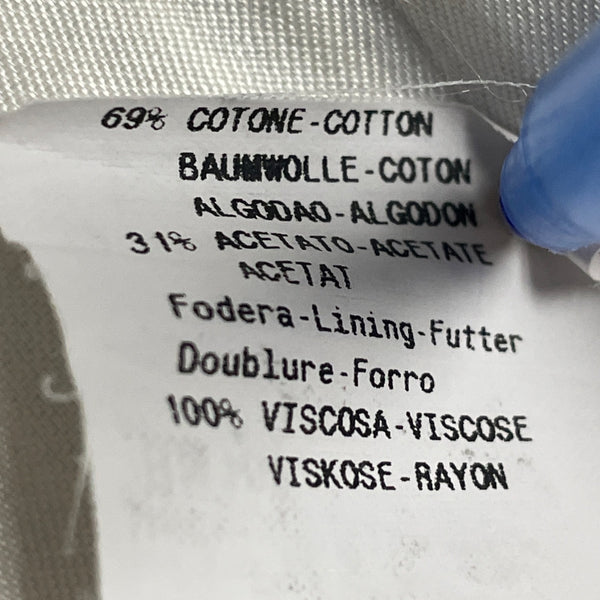 69% COTONE-COTTON
BAUMWOLLE-COTON
ALGODAO-ALGODON
31% ACETATO-ACETATE
ACETAT
Fodera-Lining-Futter
Doublure-Forro
100% VISCOSA-VISCOSE
VISKOSE-RAYON